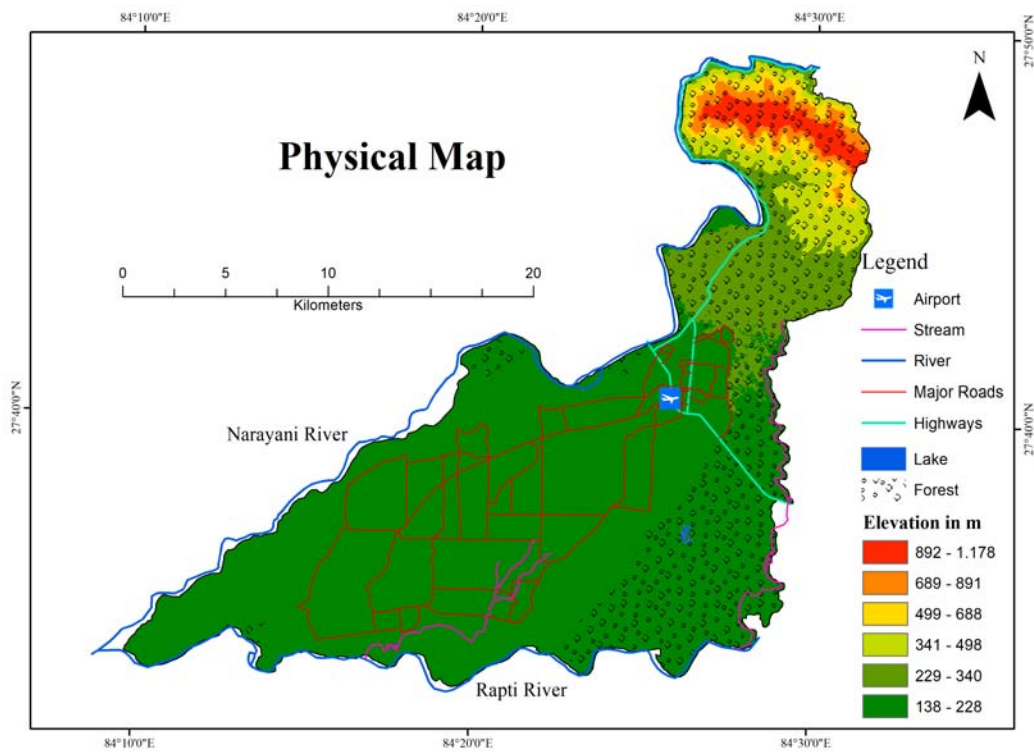 84°10'0"E
84°20'0"E
84°30'0"E
27°50'0"N
N
Physical Map
0
5
10
20
Kilometers
Legend
Airport
Stream
River
Major Roads
Highways
Lake
Forest
Elevation in m
892 - 1.178
689 - 891
499 - 688
341 - 498
229 - 340
138 - 228
27°40'0"N
27°40'0"N
Narayani River
Rapti River
84°10'0"E
84°20'0"E
84°30'0"E